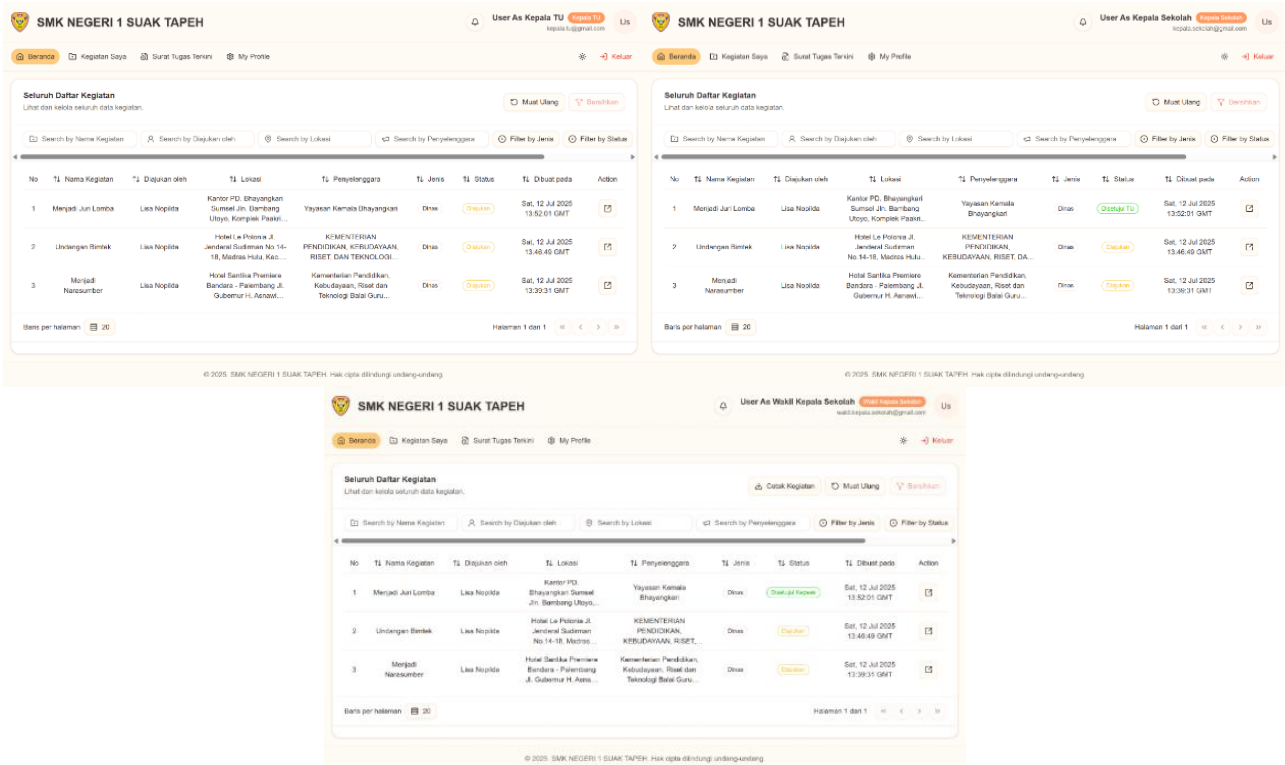 SMK NEGERI 1 SUAK TAPEH
User As Kepala TU Kepala TU
kepala.tu@gmail.com
Us
Beranda Kegiatan Saya Surat Tugas Terkini My Profile Keluar
Seluruh Daftar Kegiatan
Lihat dan kelola seluruh data kegiatan.
Muat Ulang Bersihkan
Search by Nama Kegiatan Search by Diajukan oleh Search by Lokasi Search by Penyelenggara Filter by Jenis Filter by Status
No Nama Kegiatan Diajukan oleh Lokasi Penyelenggara Jenis Status Dibuat pada Action
1 Menjadi Juri Lomba Lisa Nopilda Kantor PD. Bhayangkari Sumsel Jln. Bambang Utoyo, Komplek Paakri... Yayasan Kemala Bhayangkari Dinas Diajukan Sat, 12 Jul 2025 13:52:01 GMT
2 Undangan Bimtek Lisa Nopilda Hotel Le Polonia Jl. Jenderal Sudirman No.14-18, Madras Hulu, Kec.... KEMENTERIAN PENDIDIKAN, KEBUDAYAAN, RISET, DAN TEKNOLOGI... Dinas Diajukan Sat, 12 Jul 2025 13:46:49 GMT
3 Menjadi Narasumber Lisa Nopilda Hotel Santika Premiere Bandara - Palembang Jl. Gubernur H. Asnawi... Kementerian Pendidikan, Kebudayaan, Riset dan Teknologi Balai Guru... Dinas Diajukan Sat, 12 Jul 2025 13:39:31 GMT
Baris per halaman 20 Halaman 1 dari 1
© 2025. SMK NEGERI 1 SUAK TAPEH. Hak cipta dilindungi undang-undang.
SMK NEGERI 1 SUAK TAPEH
User As Kepala Sekolah Kepala Sekolah
kepala.sekolah@gmail.com
Us
Beranda Kegiatan Saya Surat Tugas Terkini My Profile Keluar
Seluruh Daftar Kegiatan
Lihat dan kelola seluruh data kegiatan.
Muat Ulang Bersihkan
Search by Nama Kegiatan Search by Diajukan oleh Search by Lokasi Search by Penyelenggara Filter by Jenis Filter by Status
No Nama Kegiatan Diajukan oleh Lokasi Penyelenggara Jenis Status Dibuat pada Action
1 Menjadi Juri Lomba Lisa Nopilda Kantor PD. Bhayangkari Sumsel Jln. Bambang Utoyo, Komplek Paakri... Yayasan Kemala Bhayangkari Dinas Disetujui TU Sat, 12 Jul 2025 13:52:01 GMT
2 Undangan Bimtek Lisa Nopilda Hotel Le Polonia Jl. Jenderal Sudirman No.14-18, Madras Hulu... KEMENTERIAN PENDIDIKAN, KEBUDAYAAN, RISET, DA... Dinas Diajukan Sat, 12 Jul 2025 13:46:49 GMT
3 Menjadi Narasumber Lisa Nopilda Hotel Santika Premiere Bandara - Palembang Jl. Gubernur H. Asnawi... Kementerian Pendidikan, Kebudayaan, Riset dan Teknologi Balai Guru... Dinas Diajukan Sat, 12 Jul 2025 13:39:31 GMT
Baris per halaman 20 Halaman 1 dari 1
© 2025. SMK NEGERI 1 SUAK TAPEH. Hak cipta dilindungi undang-undang.
SMK NEGERI 1 SUAK TAPEH
User As Wakil Kepala Sekolah Wakil Kepala Sekolah
wakil.kepala.sekolah@gmail.com
Us
Beranda Kegiatan Saya Surat Tugas Terkini My Profile Keluar
Seluruh Daftar Kegiatan
Lihat dan kelola seluruh data kegiatan.
Cetak Kegiatan Muat Ulang Bersihkan
Search by Nama Kegiatan Search by Diajukan oleh Search by Lokasi Search by Penyelenggara Filter by Jenis Filter by Status
No Nama Kegiatan Diajukan oleh Lokasi Penyelenggara Jenis Status Dibuat pada Action
1 Menjadi Juri Lomba Lisa Nopilda Kantor PD. Bhayangkari Sumsel Jln. Bambang Utoyo,... Yayasan Kemala Bhayangkari Dinas Disetujui Kepsek Sat, 12 Jul 2025 13:52:01 GMT
2 Undangan Bimtek Lisa Nopilda Hotel Le Polonia Jl. Jenderal Sudirman No.14-18, Madras... KEMENTERIAN PENDIDIKAN, KEBUDAYAAN, RISET,... Dinas Diajukan Sat, 12 Jul 2025 13:46:49 GMT
3 Menjadi Narasumber Lisa Nopilda Hotel Santika Premiere Bandara - Palembang Jl. Gubernur H. Asna... Kementerian Pendidikan, Kebudayaan, Riset dan Teknologi Balai Guru... Dinas Diajukan Sat, 12 Jul 2025 13:39:31 GMT
Baris per halaman 20 Halaman 1 dari 1
© 2025. SMK NEGERI 1 SUAK TAPEH. Hak cipta dilindungi undang-undang.